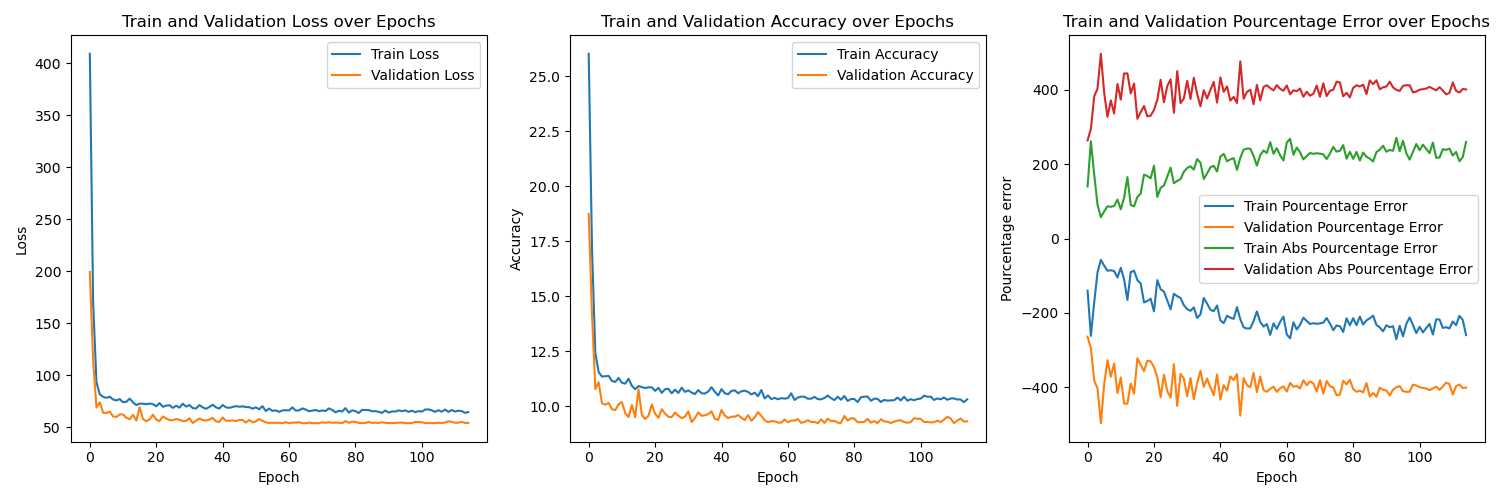 Train and Validation Loss over Epochs
Loss
400
350
300
250
200
150
100
50
0
20
40
60
80
100
Epoch
Train Loss
Validation Loss
Train and Validation Accuracy over Epochs
Accuracy
25.0
22.5
20.0
17.5
15.0
12.5
10.0
0
20
40
60
80
100
Epoch
Train Accuracy
Validation Accuracy
Train and Validation Pourcentage Error over Epochs
Pourcentage error
400
200
0
−200
−400
0
20
40
60
80
100
Epoch
Train Pourcentage Error
Validation Pourcentage Error
Train Abs Pourcentage Error
Validation Abs Pourcentage Error